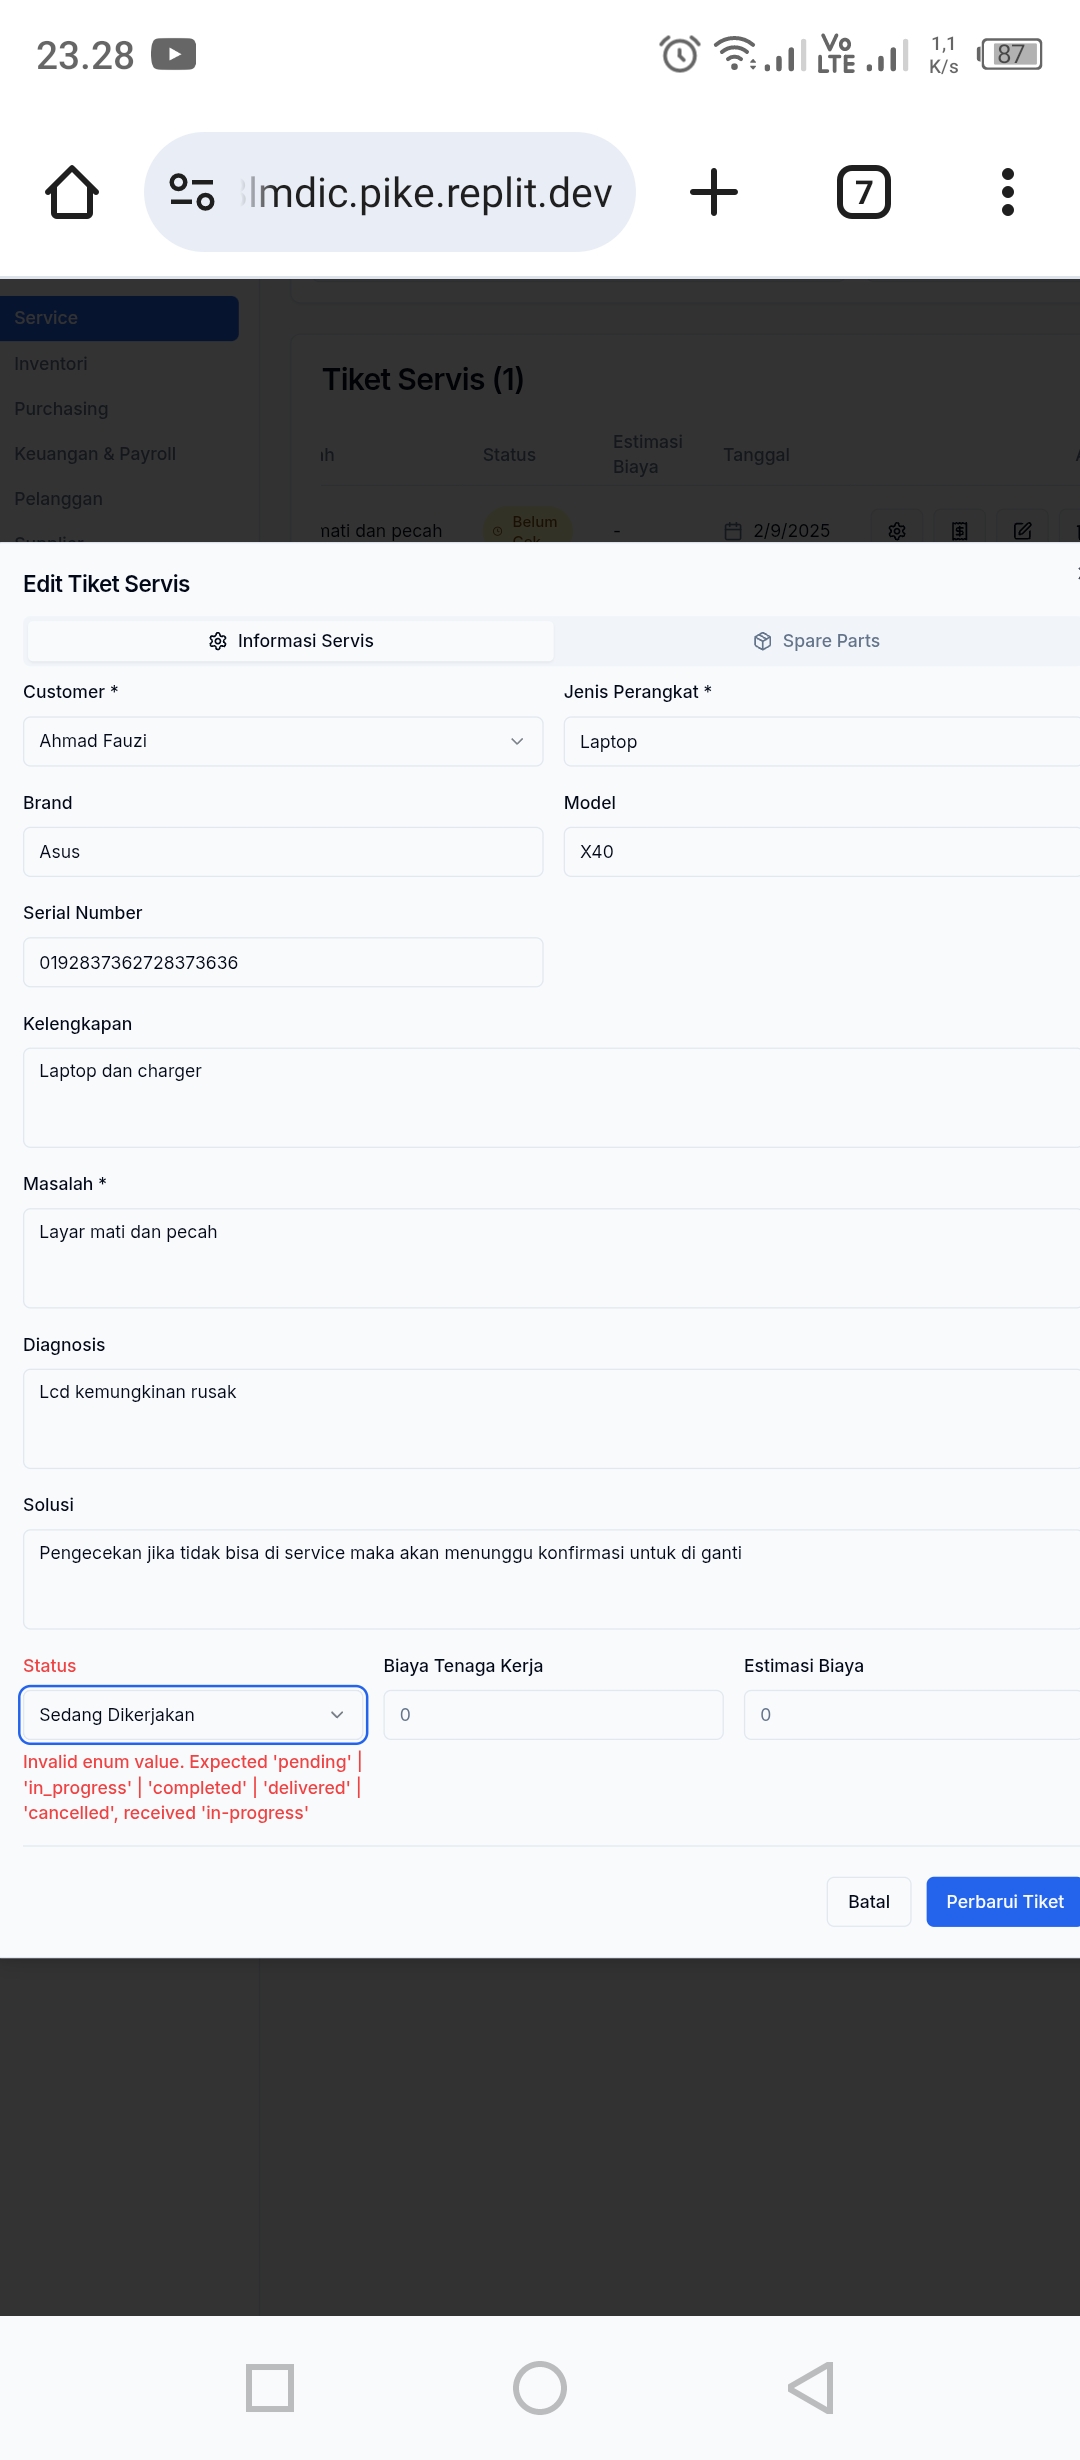 23.28
Vo LTE
1,1 K/s
87
lmdic.pike.replit.dev
7
Service
Inventori
Purchasing
Keuangan & Payroll
Pelanggan
Tiket Servis (1)
Status
Estimasi Biaya
Tanggal
mati dan pecah
Belum
-
2/9/2025
Edit Tiket Servis
Informasi Servis
Spare Parts
Customer *
Jenis Perangkat *
Ahmad Fauzi
Laptop
Brand
Model
Asus
X40
Serial Number
0192837362728373636
Kelengkapan
Laptop dan charger
Masalah *
Layar mati dan pecah
Diagnosis
Lcd kemungkinan rusak
Solusi
Pengecekan jika tidak bisa di service maka akan menunggu konfirmasi untuk di ganti
Status
Biaya Tenaga Kerja
Estimasi Biaya
Sedang Dikerjakan
0
0
Invalid enum value. Expected 'pending' |
'in_progress' | 'completed' | 'delivered' |
'cancelled', received 'in-progress'
Batal
Perbarui Tiket